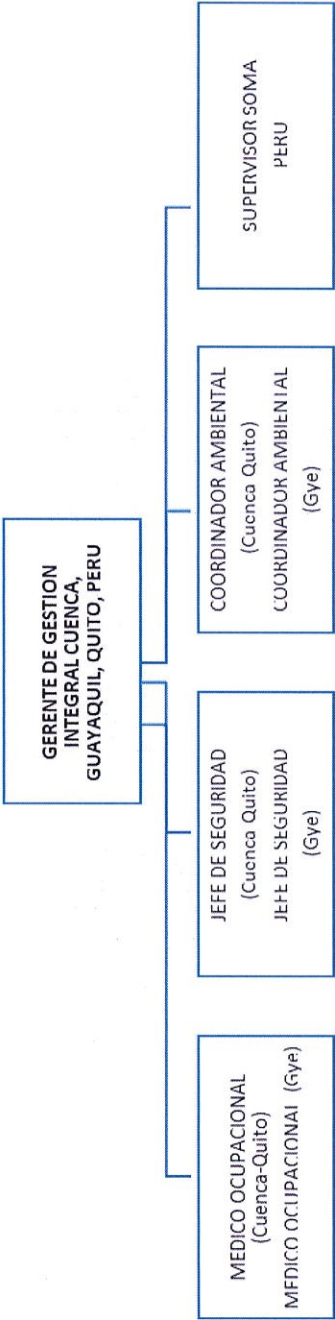 GERENTE DE GESTION
INTEGRAL CUENCA,
GUAYAQUIL, QUITO, PERU
MEDICO OCUPACIONAL
(Cuenca-Quito)
MEDICO OCUPACIONAL (Gye)
JEFE DE SEGURIDAD
(Cuenca Quito)
JEFE DE SEGURIDAD
(Gye)
COORDINADOR AMBIENTAL
(Cuenca Quito)
COORDINADOR AMBIENTAL
(Gye)
SUPERVISOR SOMA
PERU